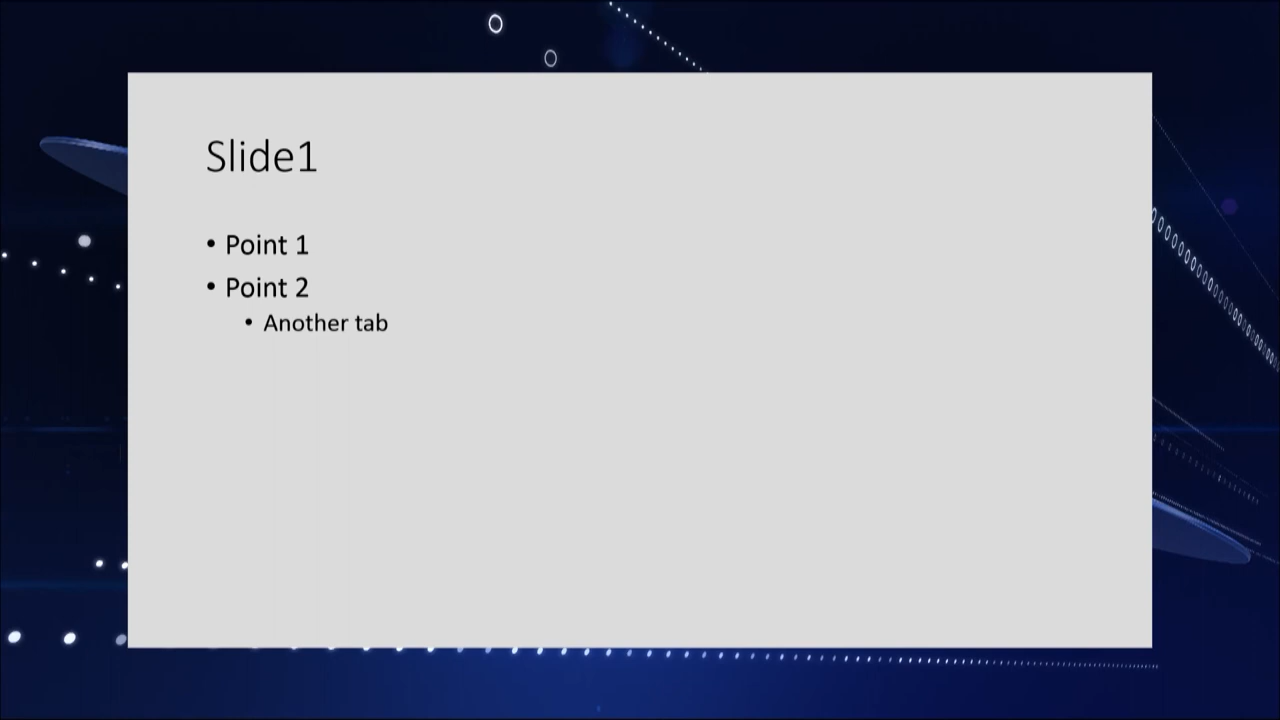 Slide1
• Point 1
• Point 2
• Another tab